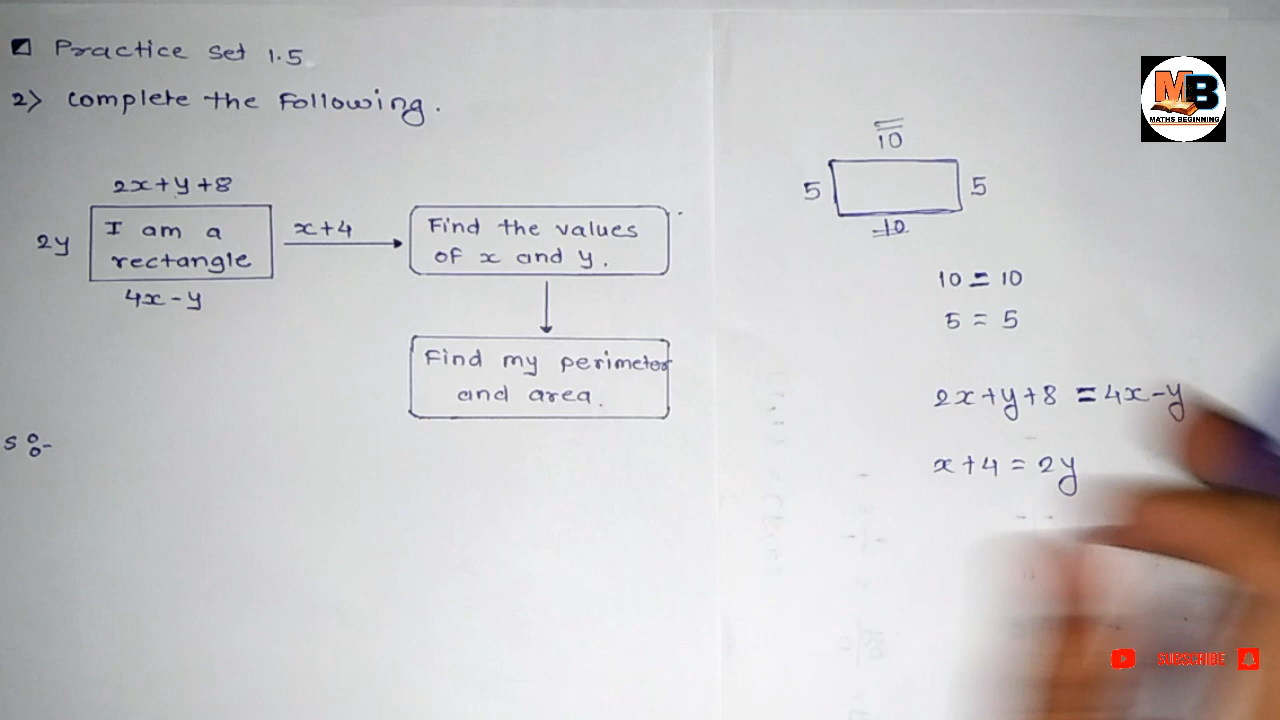 Practice Set 1.5
2) Complete the Following.
2x+y+8
2y
I am a
rectangle
4x-y
x+4
Find the values
of x and y.
Find my perimeter
and area.
S :-
10
5
5
10
10 = 10
5 = 5
2x+y+8 = 4x-y
x+4 = 2y
MB
MATHS BEGINNING
SUBSCRIBE